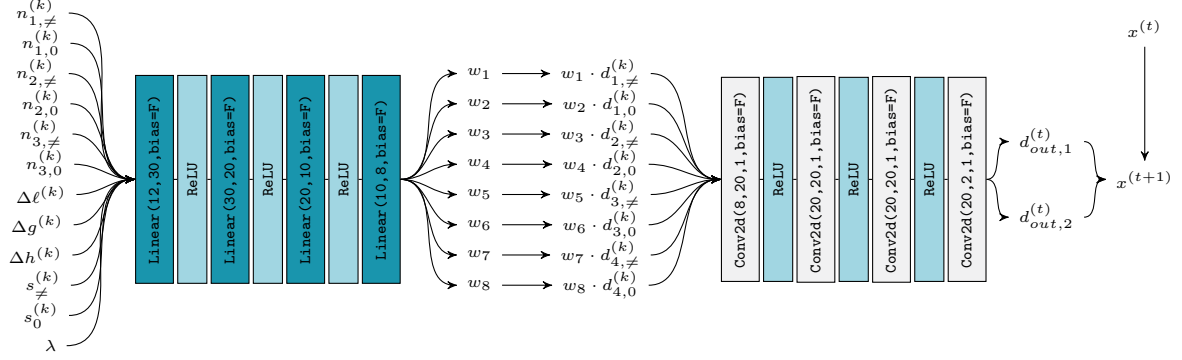 n_{1,≠}^{(k)}
n_{1,0}^{(k)}
n_{2,≠}^{(k)}
n_{2,0}^{(k)}
n_{3,≠}^{(k)}
n_{3,0}^{(k)}
Δℓ^{(k)}
Δg^{(k)}
Δh^{(k)}
s_{≠}^{(k)}
s_{0}^{(k)}
λ
Linear(12,30,bias=F)
ReLU
Linear(30,20,bias=F)
ReLU
Linear(20,10,bias=F)
ReLU
Linear(10,8,bias=F)
w_1
w_2
w_3
w_4
w_5
w_6
w_7
w_8
w_1 · d_{1,≠}^{(k)}
w_2 · d_{1,0}^{(k)}
w_3 · d_{2,≠}^{(k)}
w_4 · d_{2,0}^{(k)}
w_5 · d_{3,≠}^{(k)}
w_6 · d_{3,0}^{(k)}
w_7 · d_{4,≠}^{(k)}
w_8 · d_{4,0}^{(k)}
Conv2d(8,20,1,bias=F)
ReLU
Conv2d(20,20,1,bias=F)
ReLU
Conv2d(20,20,1,bias=F)
ReLU
Conv2d(20,2,1,bias=F)
d_{out,1}^{(t)}
d_{out,2}^{(t)}
x^{(t)}
x^{(t+1)}